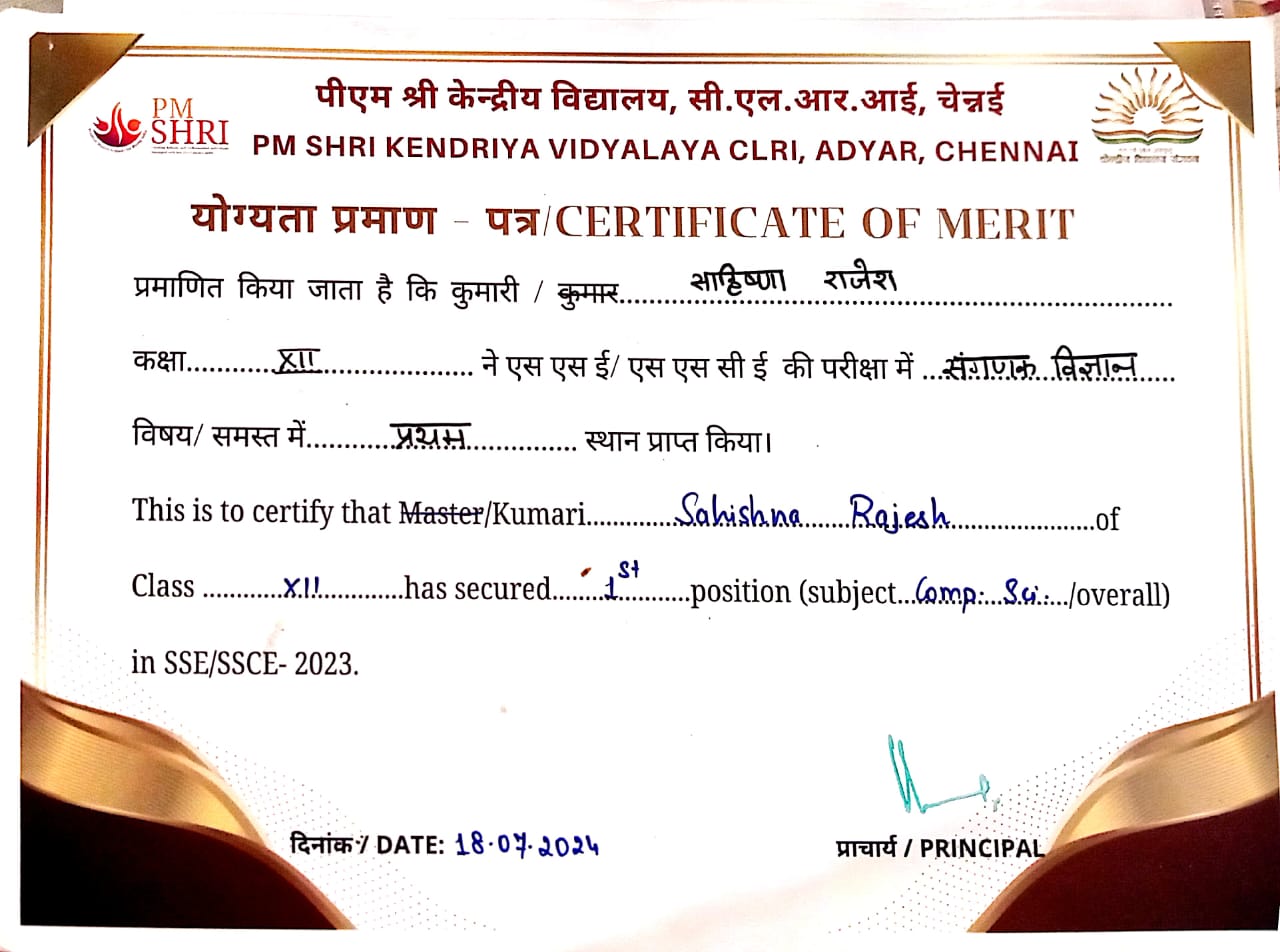 PM
SHRI
पीएम श्री केन्द्रीय विद्यालय, सी.एल.आर.आई, चेन्नई
PM SHRI KENDRIYA VIDYALAYA CLRI, ADYAR, CHENNAI
योग्यता प्रमाण - पत्र/CERTIFICATE OF MERIT
प्रमाणित किया जाता है कि कुमारी / कुमार साहिष्णा राजेश
कक्षा XII ने एस एस ई/ एस एस सी ई की परीक्षा में संगणक विज्ञान
विषय/ समस्त में प्रथम स्थान प्राप्त किया।
This is to certify that Master/Kumari Sahishna Rajesh of
Class XII has secured 1st position (subject Comp. Sci. /overall)
in SSE/SSCE- 2023.
दिनांक / DATE: 18.07.2024
प्राचार्य / PRINCIPAL